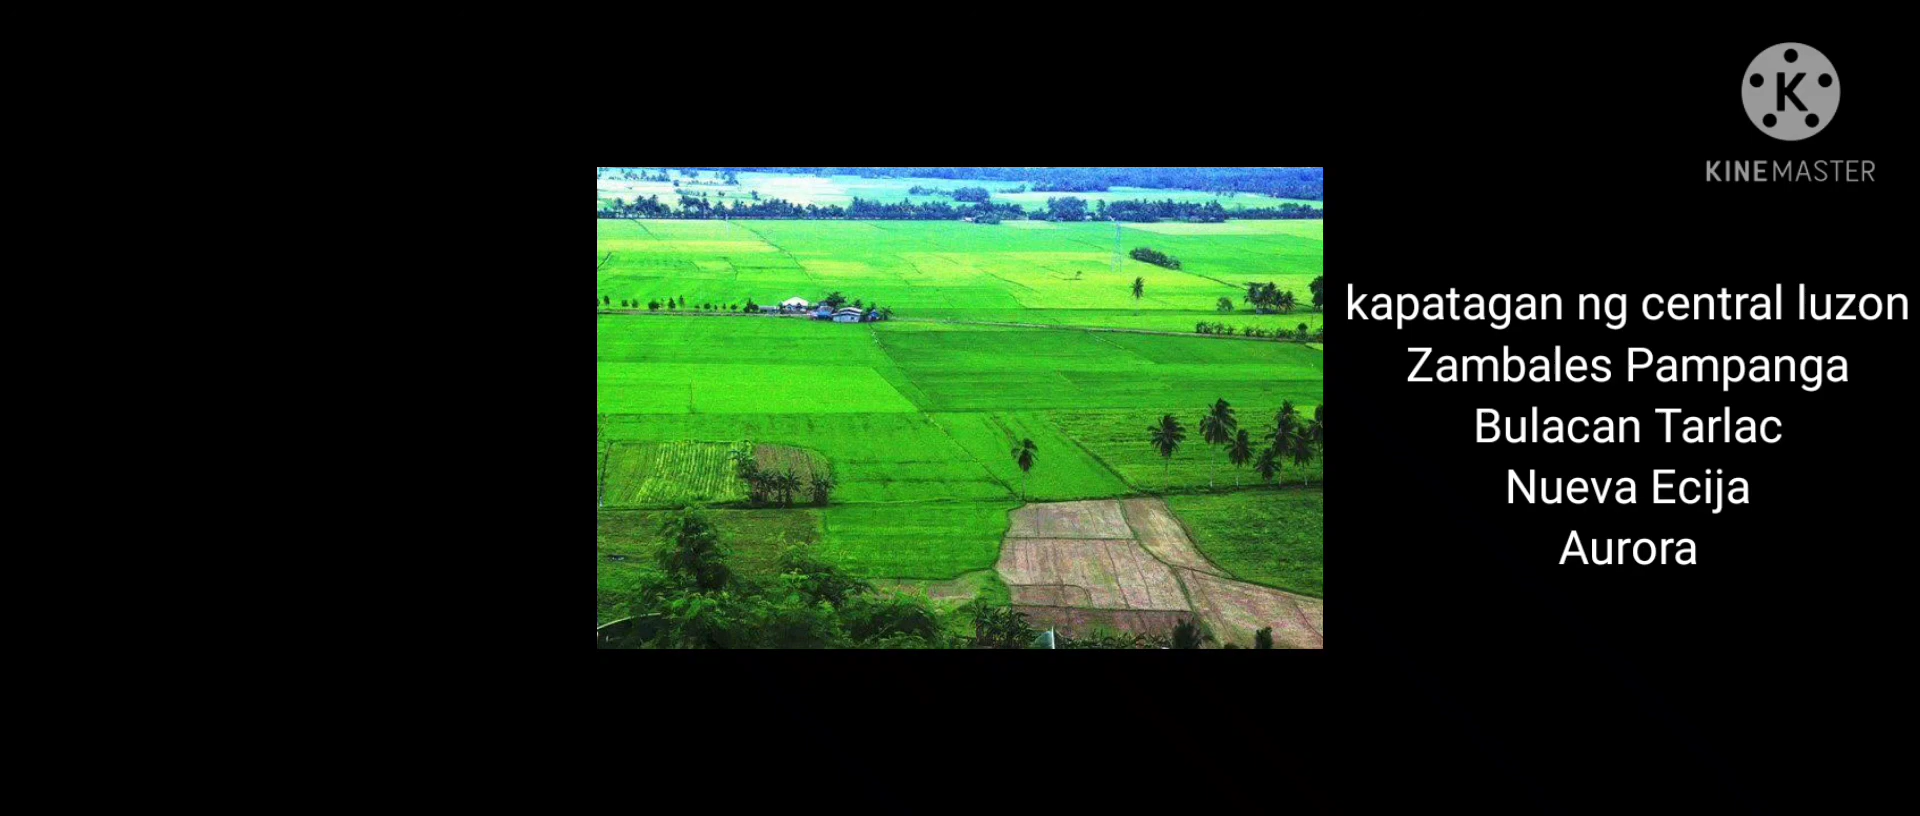 KINEMASTER
kapatagan ng central luzon
Zambales Pampanga
Bulacan Tarlac
Nueva Ecija
Aurora